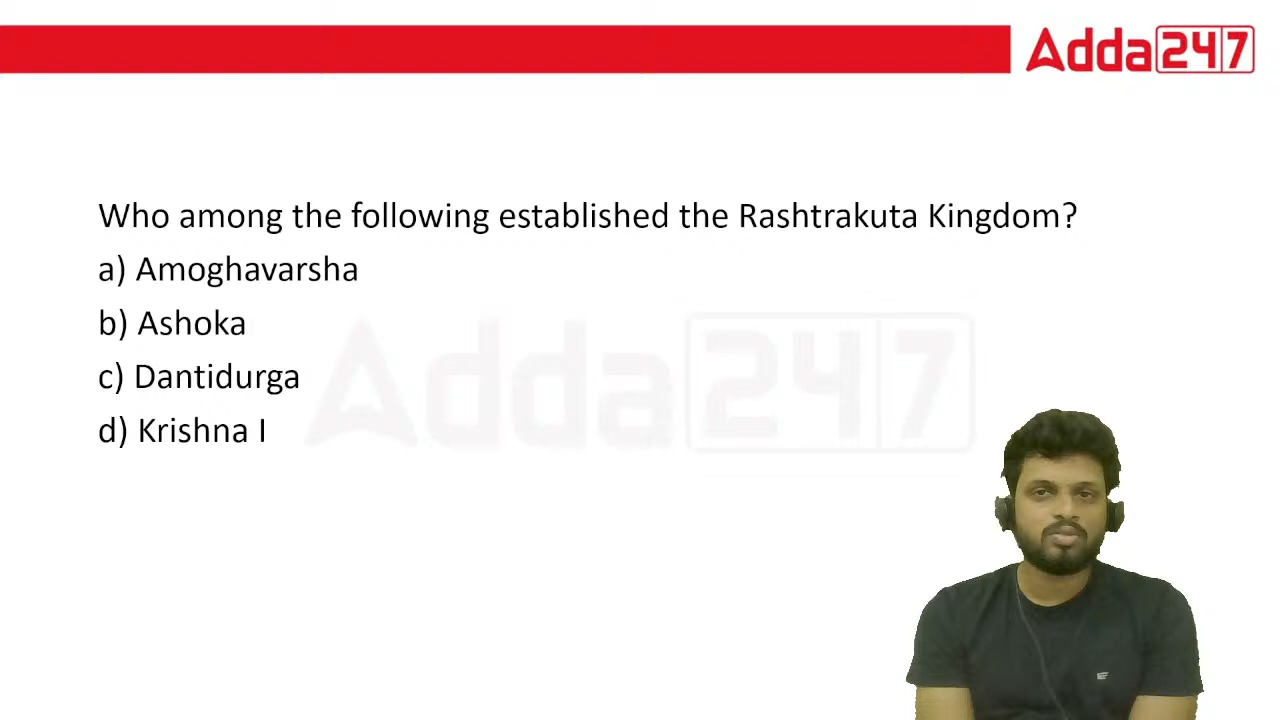 Adda247
Who among the following established the Rashtrakuta Kingdom?
a) Amoghavarsha
b) Ashoka
c) Dantidurga
d) Krishna I
Adda247